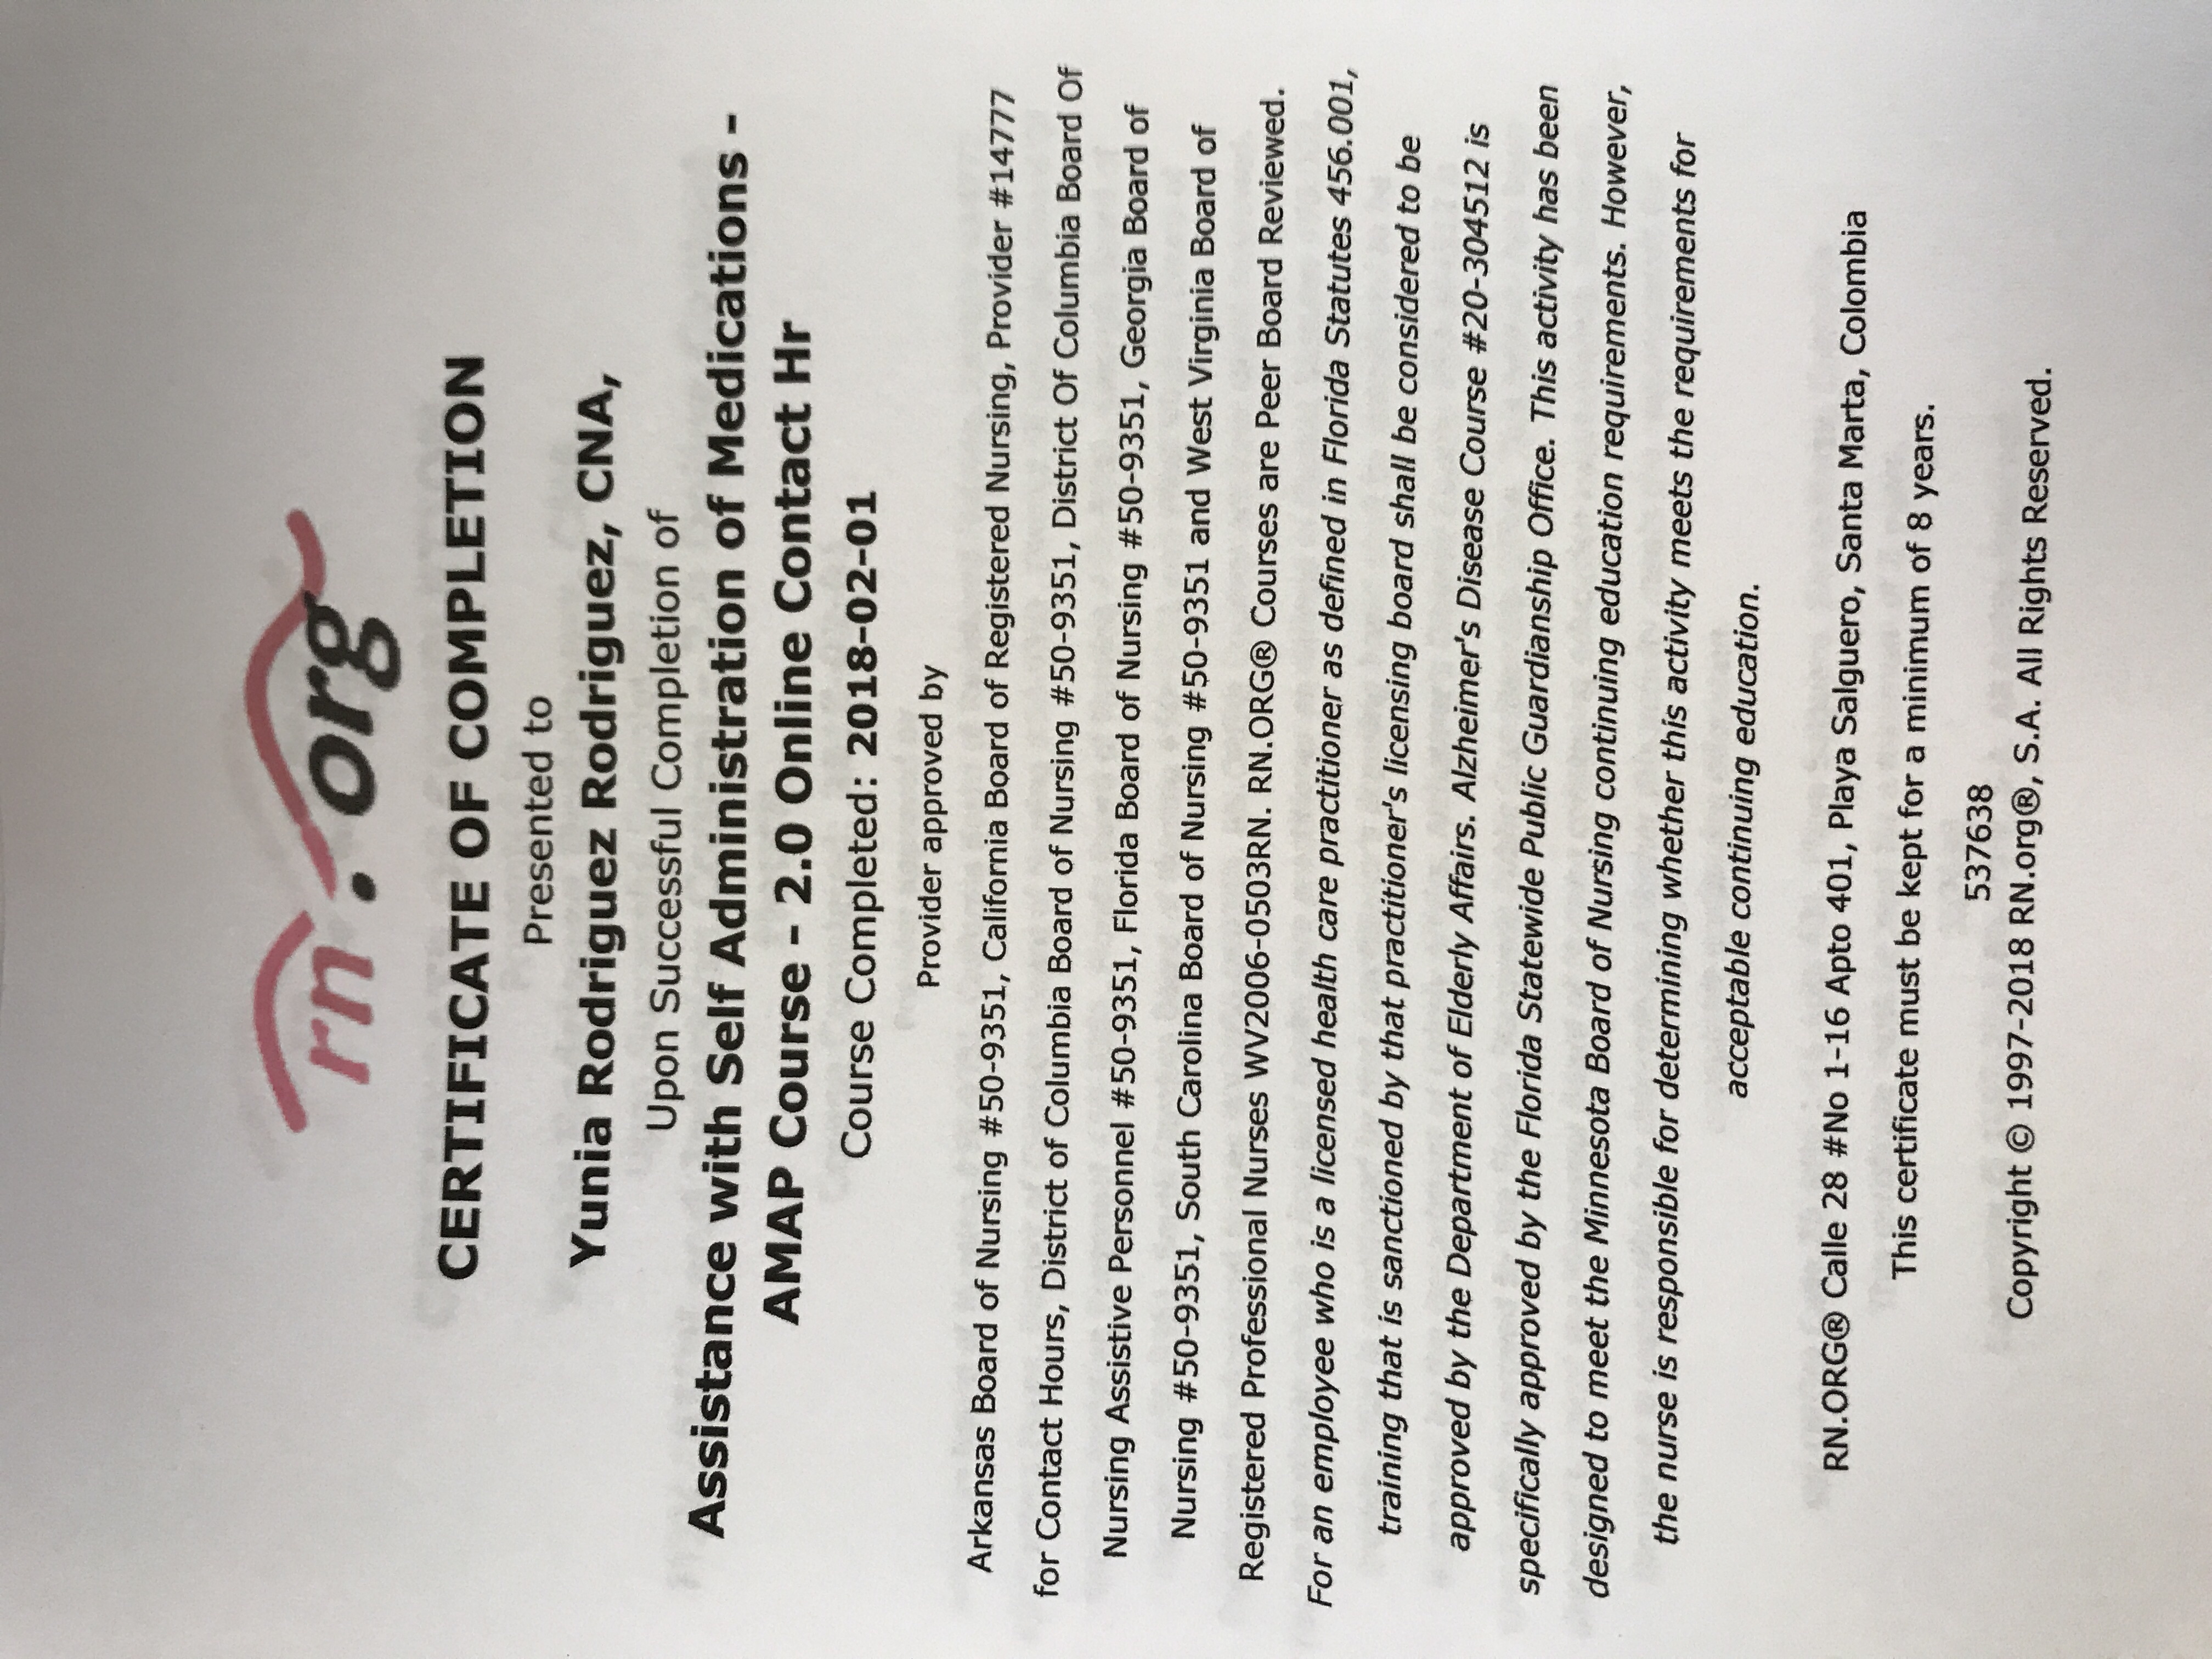 rn.org
CERTIFICATE OF COMPLETION
Presented to
Yunia Rodriguez Rodriguez, CNA,
Upon Successful Completion of
Assistance with Self Administration of Medications -
AMAP Course - 2.0 Online Contact Hr
Course Completed: 2018-02-01
Provider approved by
Arkansas Board of Nursing #50-9351, California Board of Registered Nursing, Provider #14777
for Contact Hours, District of Columbia Board of Nursing #50-9351, District Of Columbia Board Of
Nursing Assistive Personnel #50-9351, Florida Board of Nursing #50-9351, Georgia Board of
Nursing #50-9351, South Carolina Board of Nursing #50-9351 and West Virginia Board of
Registered Professional Nurses WV2006-0503RN. RN.ORG® Courses are Peer Board Reviewed.
For an employee who is a licensed health care practitioner as defined in Florida Statutes 456.001,
training that is sanctioned by that practitioner's licensing board shall be considered to be
approved by the Department of Elderly Affairs. Alzheimer's Disease Course #20-304512 is
specifically approved by the Florida Statewide Public Guardianship Office. This activity has been
designed to meet the Minnesota Board of Nursing continuing education requirements. However,
the nurse is responsible for determining whether this activity meets the requirements for
acceptable continuing education.
RN.ORG® Calle 28 #No 1-16 Apto 401, Playa Salguero, Santa Marta, Colombia
This certificate must be kept for a minimum of 8 years.
537638
Copyright © 1997-2018 RN.org®, S.A. All Rights Reserved.